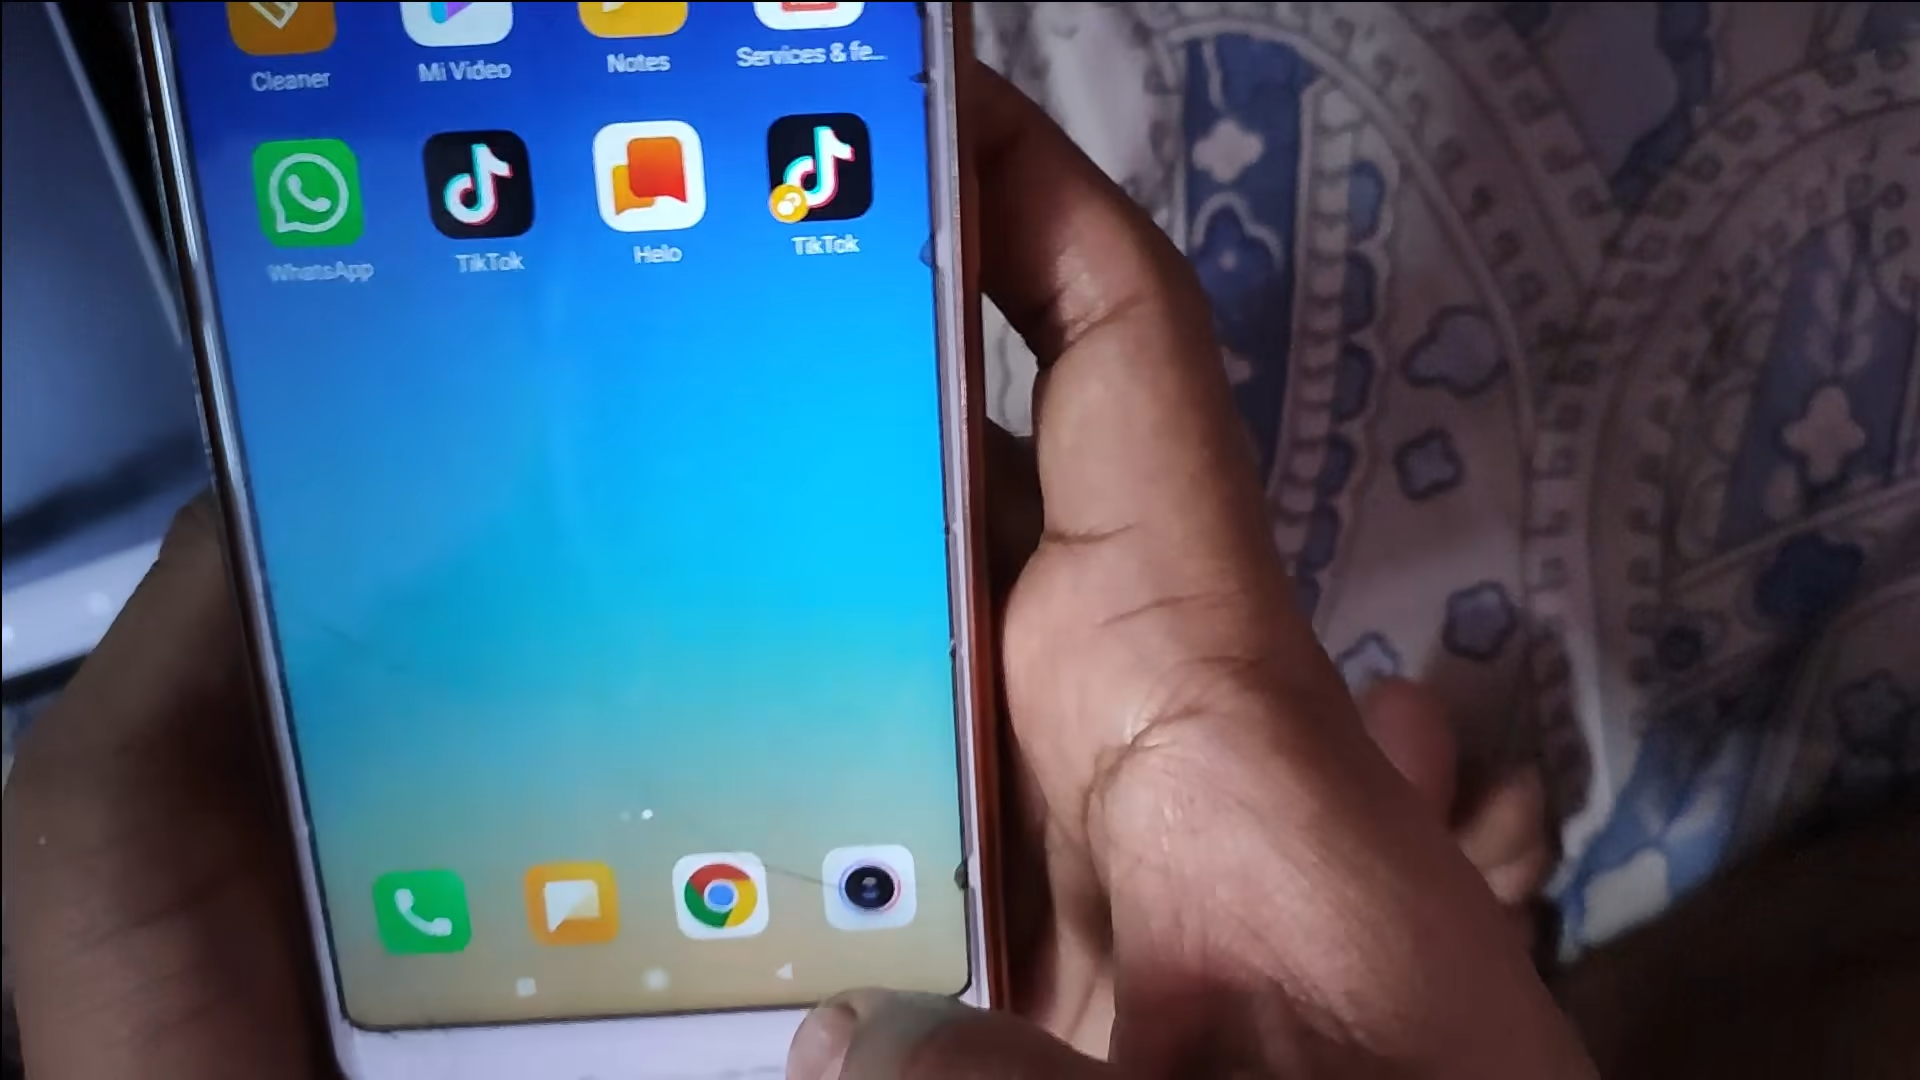 Cleaner
Mi Video
Notes
Services & fe...
WhatsApp
TikTok
Helo
TikTok